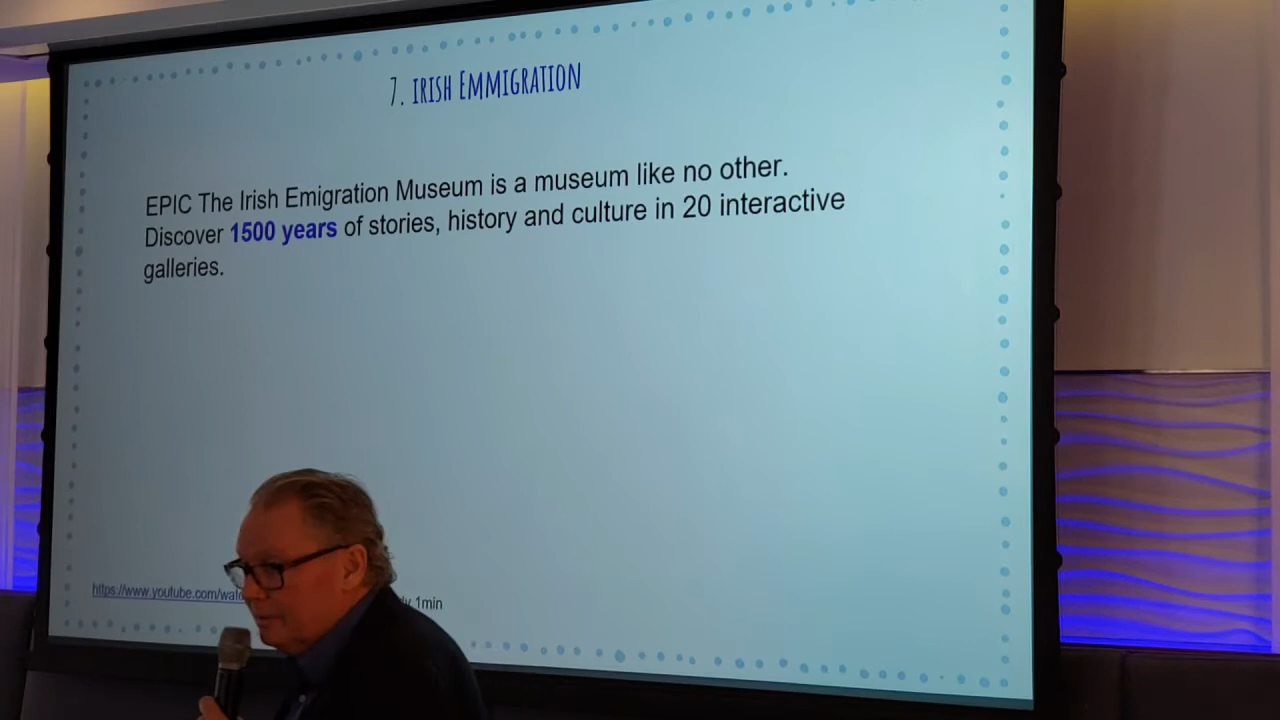 7. IRISH EMMIGRATION
EPIC The Irish Emigration Museum is a museum like no other.
Discover 1500 years of stories, history and culture in 20 interactive
galleries.
https://www.youtube.com/wat 1min